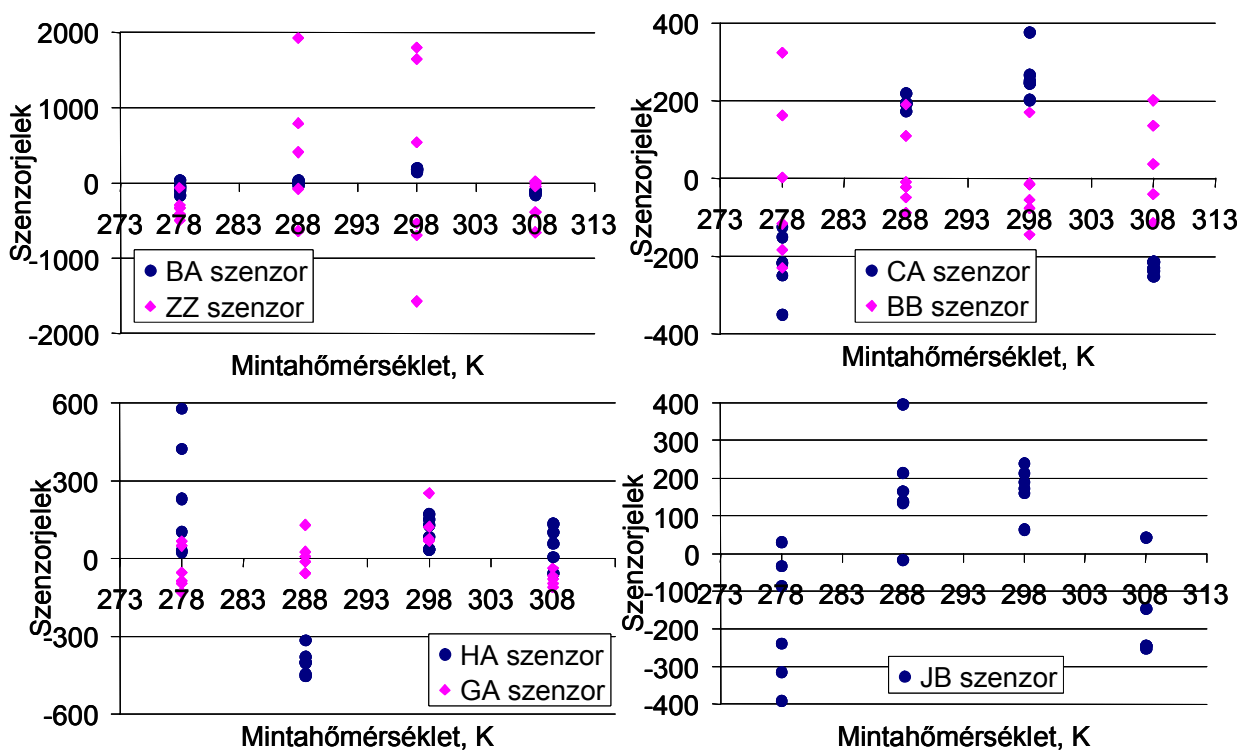 2000
1000
0
-1000
-2000
273 278 283 288 293 298 303 308 313
Szenzorjelek
BA szenzor
ZZ szenzor
Mintahőmérséklet, K
400
200
0
-200
-400
273 278 283 288 293 298 303 308 313
Szenzorjelek
CA szenzor
BB szenzor
Mintahőmérséklet, K
600
300
0
-300
-600
273 278 283 288 293 298 303 308
Szenzorjelek
HA szenzor
GA szenzor
Mintahőmérséklet, K
400
300
200
100
0
-100
-200
-300
-400
273 278 283 288 293 298 303 308 313
Szenzorjelek
JB szenzor
Mintahőmérséklet, K